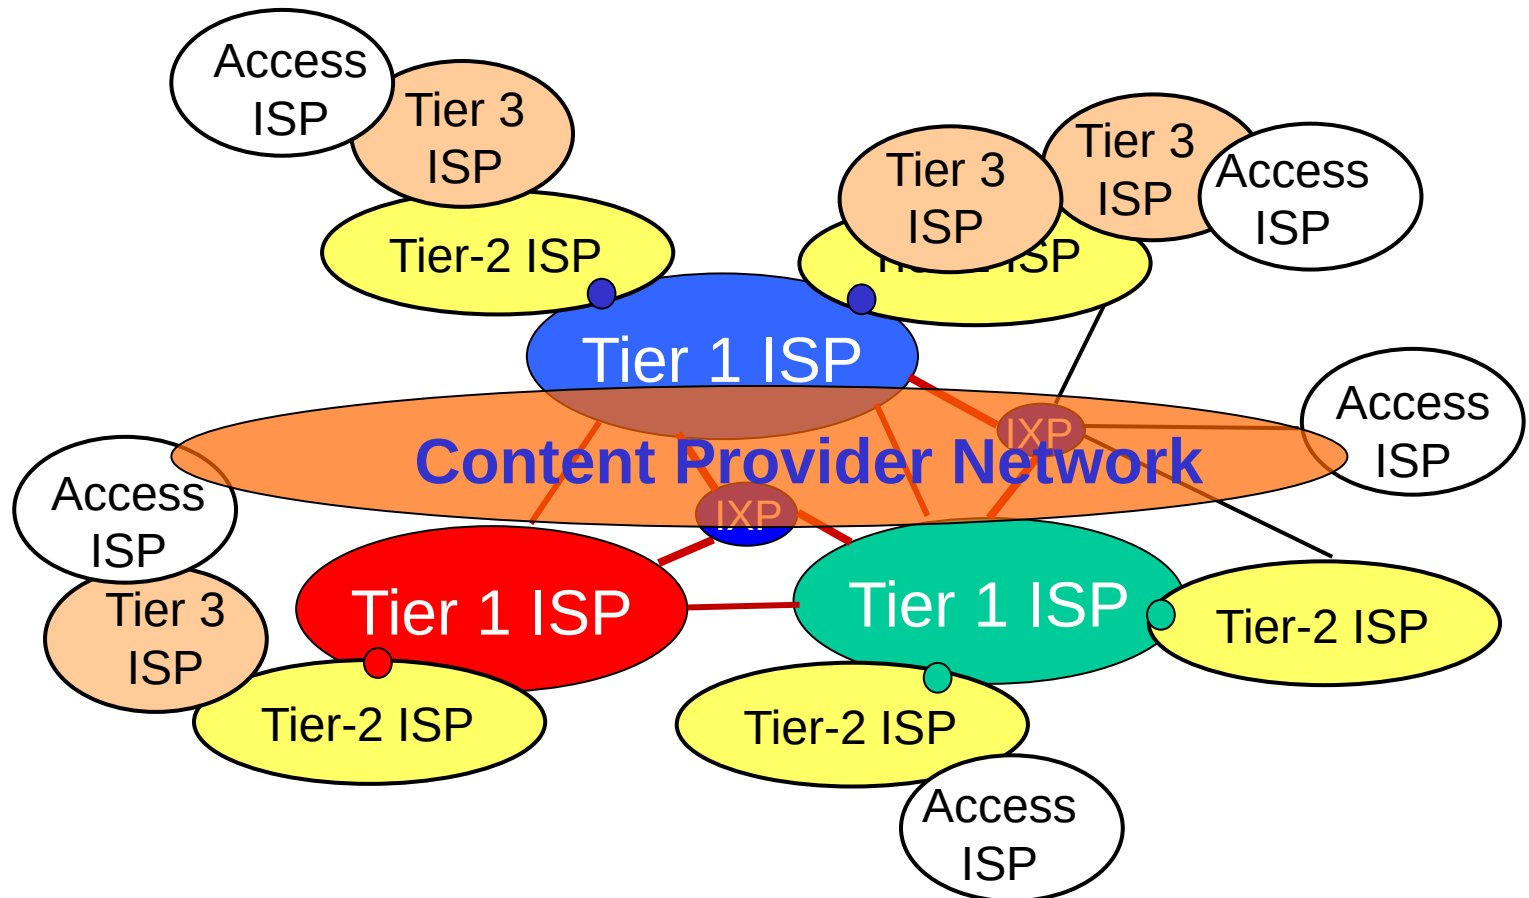 Access
ISP
Tier 3
ISP
Tier 3
ISP
Tier 3
ISP
Access
ISP
Tier-2 ISP
ISP
Tier 1 ISP
Access
ISP
IXP
Content Provider Network
Access
ISP
IXP
Tier 3
ISP
Tier 1 ISP
Tier 1 ISP
Tier-2 ISP
Tier-2 ISP
Tier-2 ISP
Access
ISP